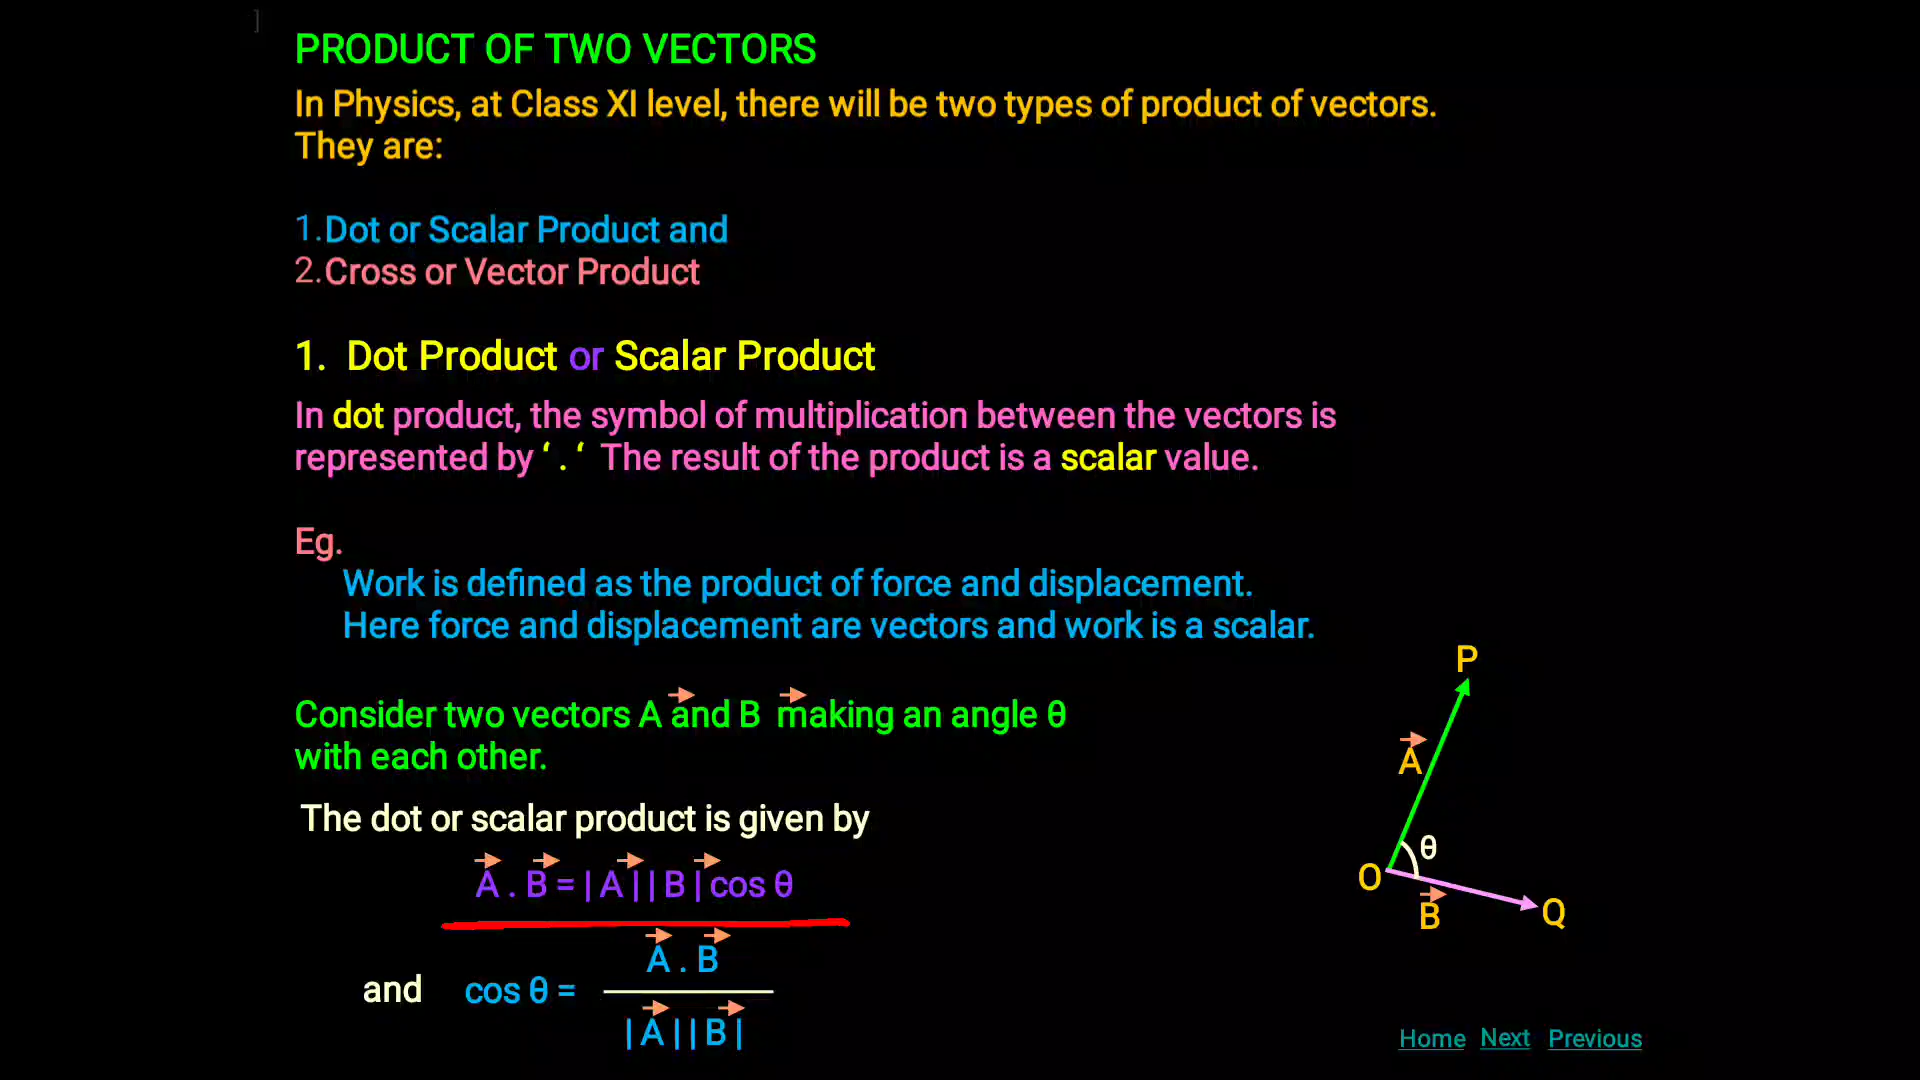 ]
PRODUCT OF TWO VECTORS
In Physics, at Class XI level, there will be two types of product of vectors.
They are:
1.Dot or Scalar Product and
2.Cross or Vector Product
1. Dot Product or Scalar Product
In dot product, the symbol of multiplication between the vectors is
represented by ‘ . ‘ The result of the product is a scalar value.
Eg.
Work is defined as the product of force and displacement.
Here force and displacement are vectors and work is a scalar.
Consider two vectors A and B making an angle θ
with each other.
The dot or scalar product is given by
A . B = | A | | B | cos θ
and cos θ =
A . B
| A | | B |
P
A
θ
O
B
Q
Home Next Previous